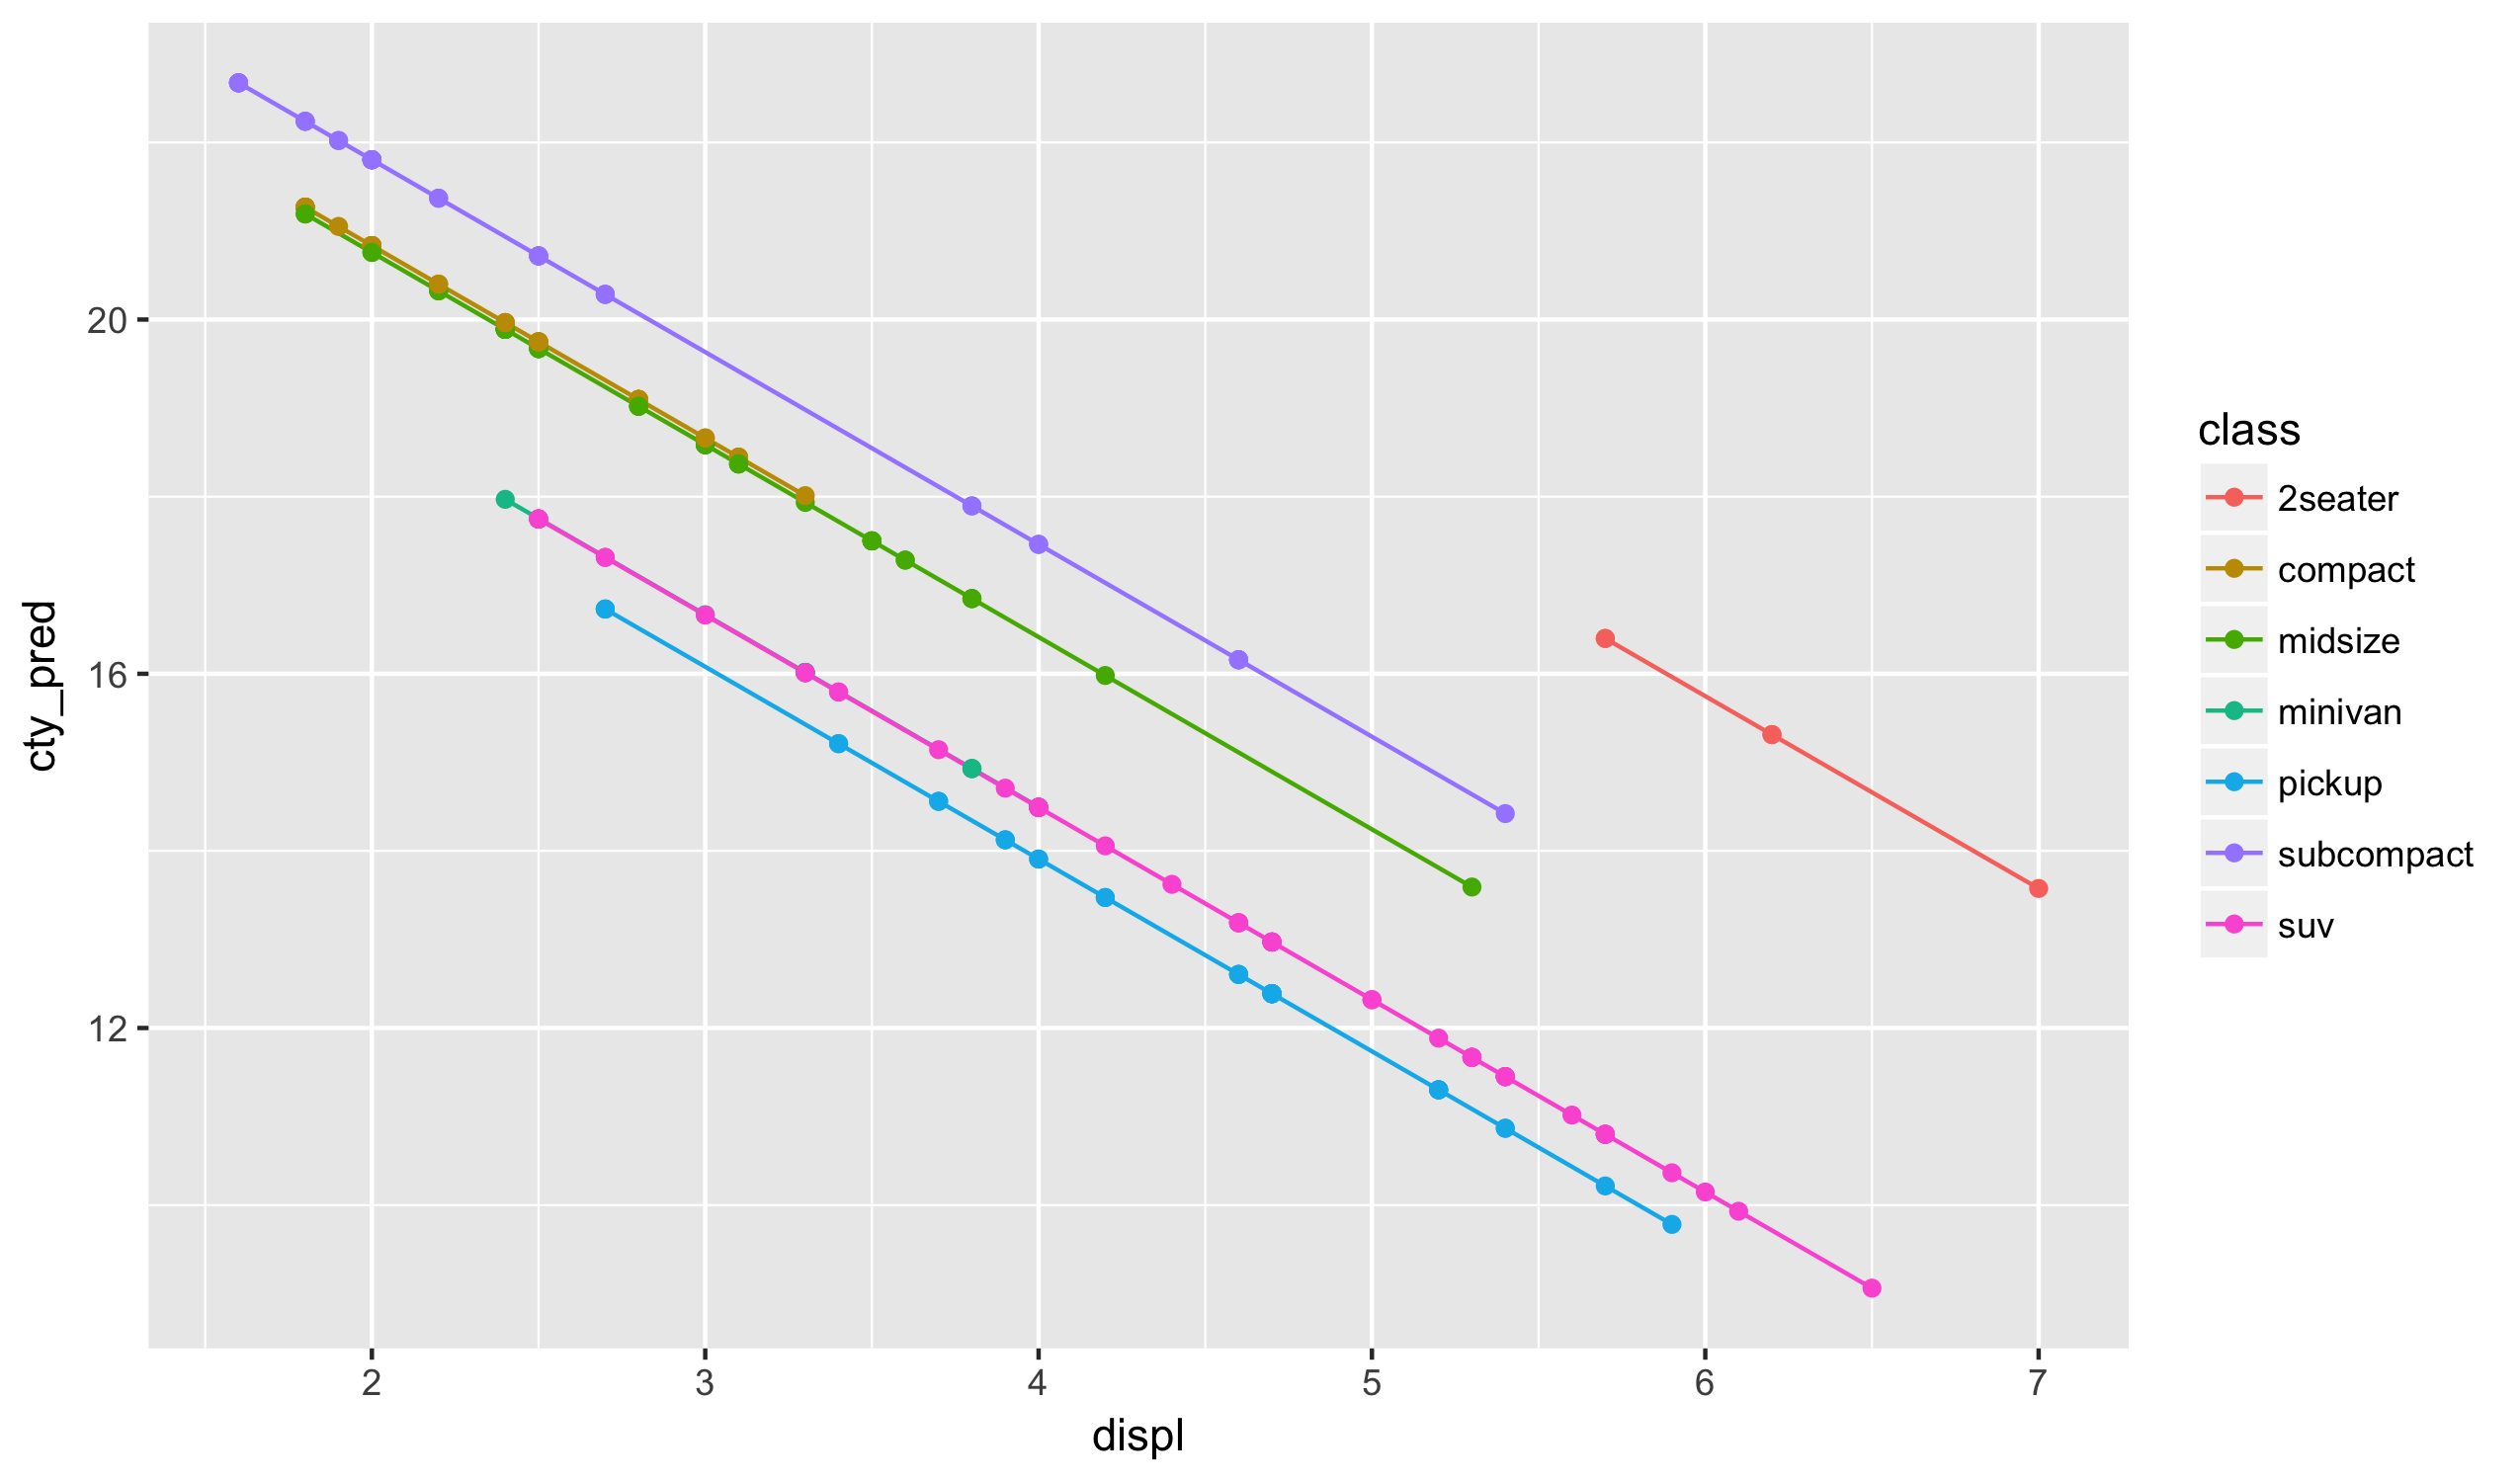 cty_pred
20
16
12
2 3 4 5 6 7
displ
class
2seater
compact
midsize
minivan
pickup
subcompact
suv